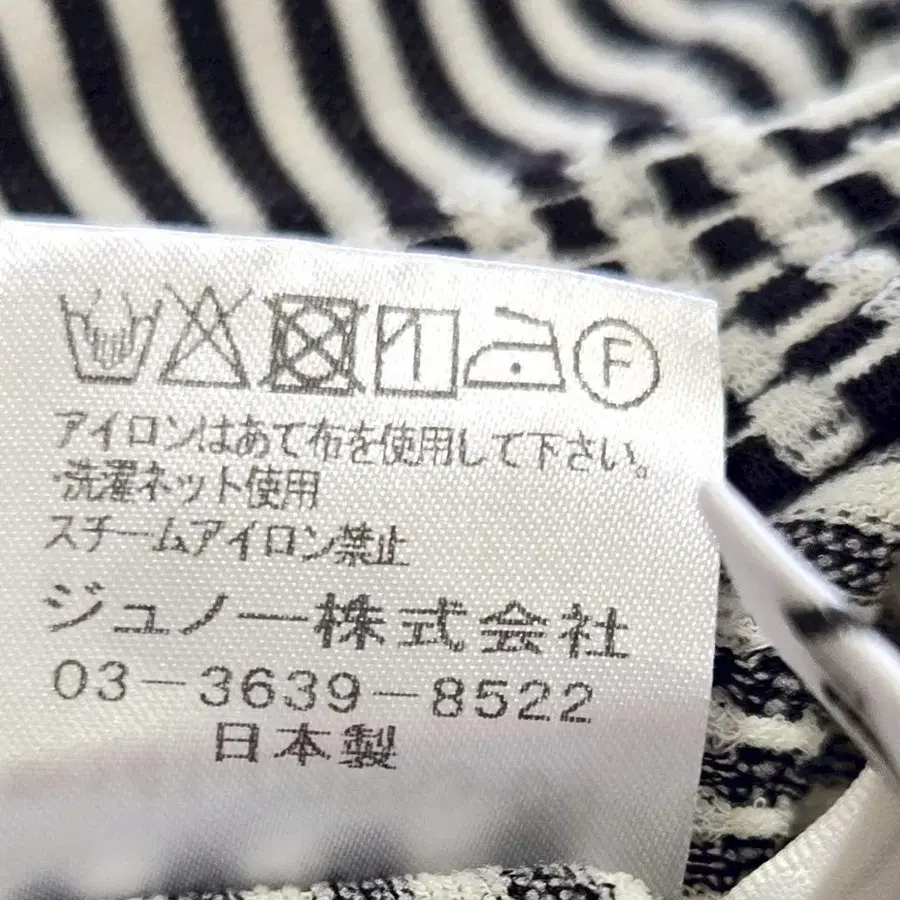 F
アイロンはあて布を使用して下さい。
・洗濯ネット使用
スチームアイロン禁止
ジュノー株式会社
03-3639-8522
日本製